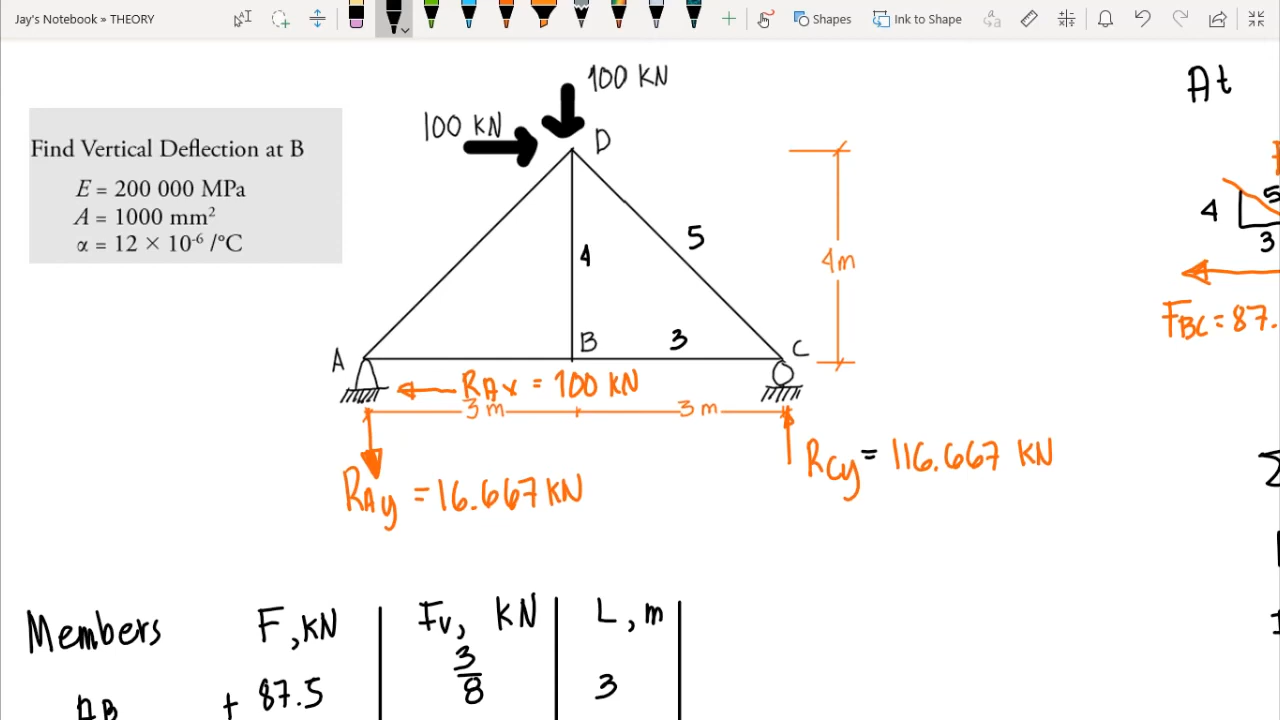 Jay's Notebook » THEORY
Shapes
Ink to Shape
100 KN
100 KN
D
At
Find Vertical Deflection at B
E = 200 000 MPa
A = 1000 mm²
α = 12 × 10⁻⁶ /°C
4
5
4m
4
5
3
A
B
3
C
FBC = 87.
RAx = 100 KN
3 m
3 m
RCy = 116.667 KN
RAy = 16.667 KN
Members
F, KN
Fv, KN
L, m
AB
+ 87.5
3/8
3